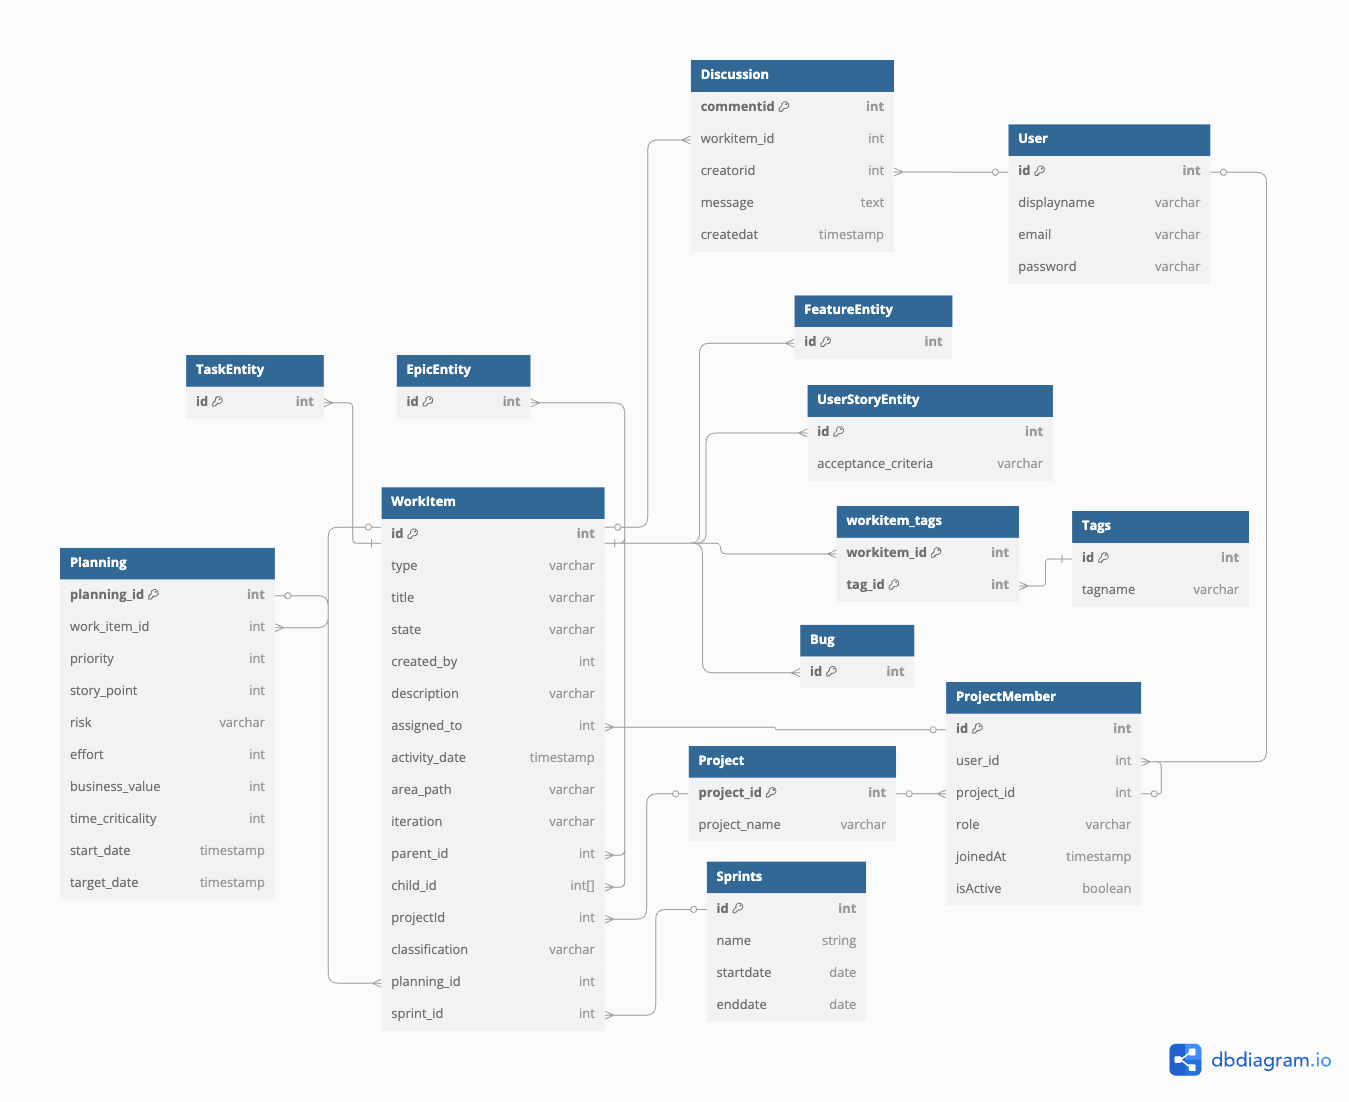 Discussion
commentid int
workitem_id int
creatorid int
message text
createdat timestamp
User
id int
displayname varchar
email varchar
password varchar
FeatureEntity
id int
TaskEntity
id int
EpicEntity
id int
UserStoryEntity
id int
acceptance_criteria varchar
WorkItem
id int
type varchar
title varchar
state varchar
created_by int
description varchar
assigned_to int
activity_date timestamp
area_path varchar
iteration varchar
parent_id int
child_id int[]
projectId int
classification varchar
planning_id int
sprint_id int
workitem_tags
workitem_id int
tag_id int
Tags
id int
tagname varchar
Planning
planning_id int
work_item_id int
priority int
story_point int
risk varchar
effort int
business_value int
time_criticality int
start_date timestamp
target_date timestamp
Bug
id int
ProjectMember
id int
user_id int
project_id int
role varchar
joinedAt timestamp
isActive boolean
Project
project_id int
project_name varchar
Sprints
id int
name string
startdate date
enddate date
dbdiagram.io